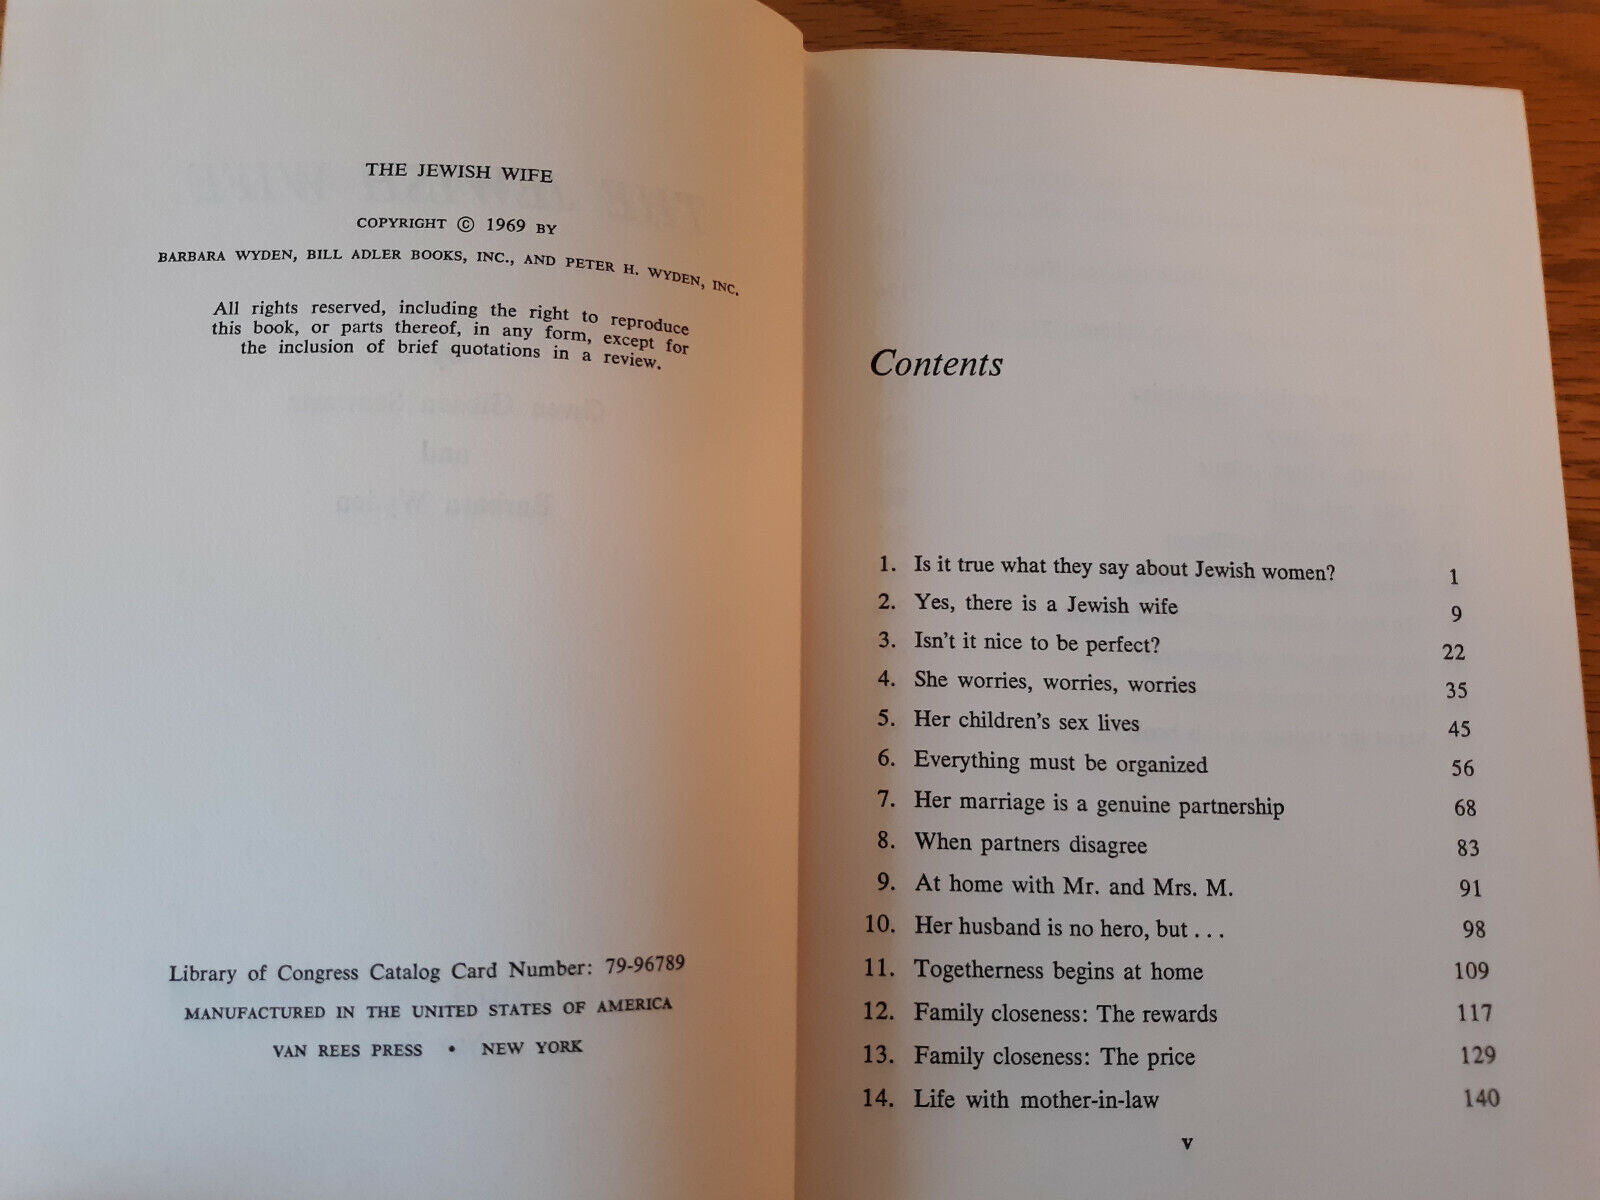 THE JEWISH WIFE
COPYRIGHT © 1969 BY
BARBARA WYDEN, BILL ADLER BOOKS, INC., AND PETER H. WYDEN, INC.
All rights reserved, including the right to reproduce
this book, or parts thereof, in any form, except for
the inclusion of brief quotations in a review.
Library of Congress Catalog Card Number: 79-96789
MANUFACTURED IN THE UNITED STATES OF AMERICA
VAN REES PRESS • NEW YORK
Contents
1. Is it true what they say about Jewish women? 1
2. Yes, there is a Jewish wife 9
3. Isn't it nice to be perfect? 22
4. She worries, worries, worries 35
5. Her children's sex lives 45
6. Everything must be organized 56
7. Her marriage is a genuine partnership 68
8. When partners disagree 83
9. At home with Mr. and Mrs. M. 91
10. Her husband is no hero, but . . . 98
11. Togetherness begins at home 109
12. Family closeness: The rewards 117
13. Family closeness: The price 129
14. Life with mother-in-law 140
v